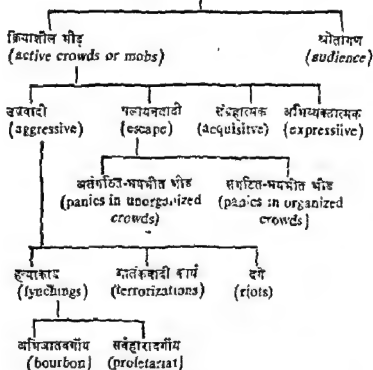 क्रियाशील भीड़ श्रोतागण
(active crowds or mobs) (audience)
उग्रवादी पलायनवादी संग्रहात्मक अभिव्यक्तात्मक
(aggressive) (escape) (acquisitive) (expressiive)
असंगठित-भयभीत भीड़ संगठित-भयभीत भीड़
(panics in unorganized (panics in organized
crowds) crowds)
हत्याकाय आतंकवादी कार्य दंगे
(lynchings) (terrorizations) (riots)
अभिजातवर्गीय सर्वहारावर्गीय
(bourbon) (proletariat)